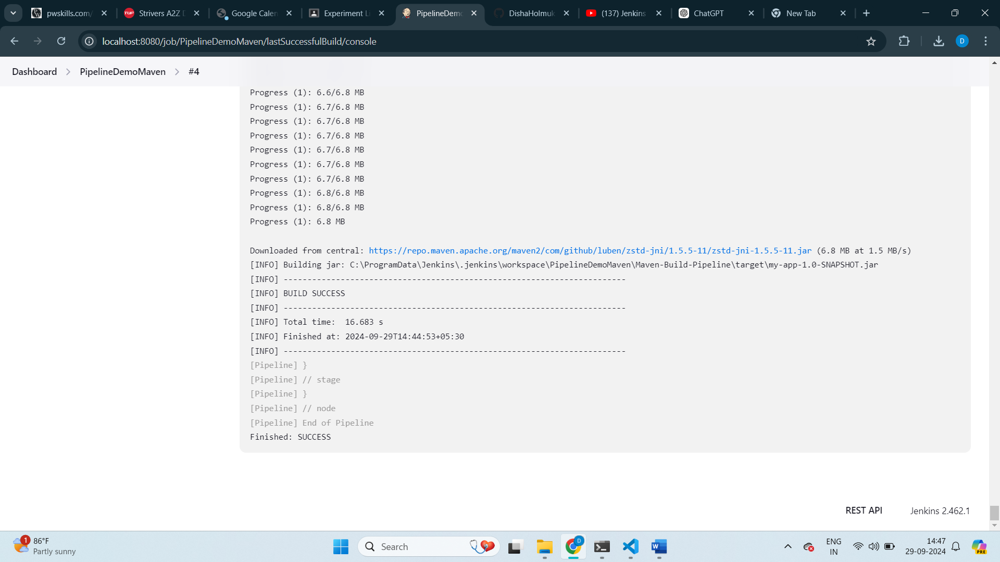 pwskills.com/
TUF Strivers A2Z D
Google Calen
Experiment Li
PipelineDemo
DishaHolmuk
(137) Jenkins
ChatGPT
New Tab
localhost:8080/job/PipelineDemoMaven/lastSuccessfulBuild/console
D
Dashboard > PipelineDemoMaven > #4
Progress (1): 6.6/6.8 MB
Progress (1): 6.7/6.8 MB
Progress (1): 6.7/6.8 MB
Progress (1): 6.7/6.8 MB
Progress (1): 6.7/6.8 MB
Progress (1): 6.7/6.8 MB
Progress (1): 6.7/6.8 MB
Progress (1): 6.8/6.8 MB
Progress (1): 6.8/6.8 MB
Progress (1): 6.8 MB
Downloaded from central: https://repo.maven.apache.org/maven2/com/github/luben/zstd-jni/1.5.5-11/zstd-jni-1.5.5-11.jar (6.8 MB at 1.5 MB/s)
[INFO] Building jar: C:\ProgramData\Jenkins\.jenkins\workspace\PipelineDemoMaven\Maven-Build-Pipeline\target\my-app-1.0-SNAPSHOT.jar
[INFO] ------------------------------------------------------------------------
[INFO] BUILD SUCCESS
[INFO] ------------------------------------------------------------------------
[INFO] Total time:  16.683 s
[INFO] Finished at: 2024-09-29T14:44:53+05:30
[INFO] ------------------------------------------------------------------------
[Pipeline] }
[Pipeline] // stage
[Pipeline] }
[Pipeline] // node
[Pipeline] End of Pipeline
Finished: SUCCESS
REST API
Jenkins 2.462.1
1
86°F
Partly sunny
Search
D
W
ENG
IN
14:47
29-09-2024
PRE